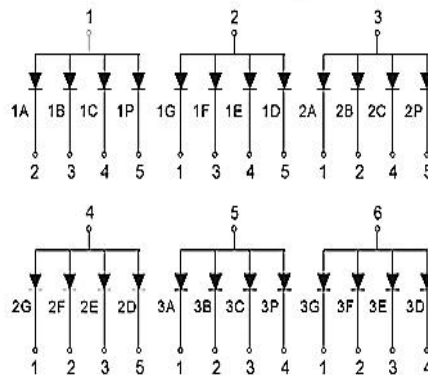 1 2 3
1A 1B 1C 1P 1G 1F 1E 1D 2A 2B 2C 2P
2 3 4 5 1 3 4 5 1 2 4 5
4 5 6
2G 2F 2E 2D 3A 3B 3C 3P 3G 3F 3E 3D
1 2 3 5 1 2 3 4 1 2 3 4